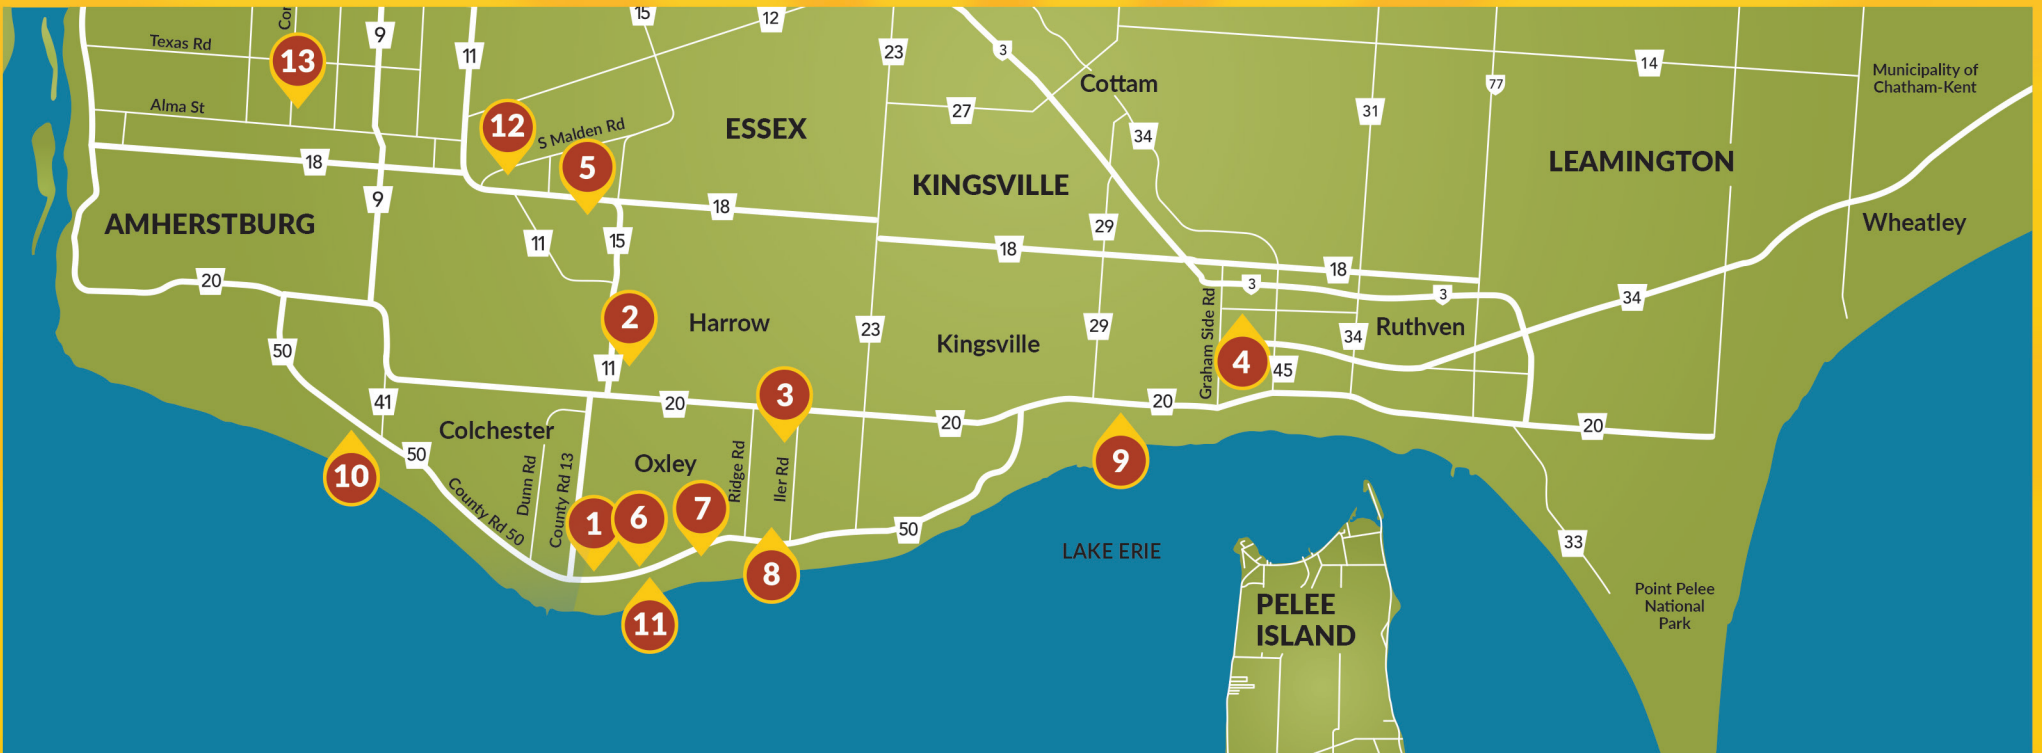 15
12
Con
9
11
23
3
Texas Rd
13
14
Cottam
Municipality of
Chatham-Kent
77
Alma St
12
S Malden Rd
27
31
ESSEX
34
5
18
LEAMINGTON
KINGSVILLE
9
18
AMHERSTBURG
29
Wheatley
11
15
18
18
20
3
3
34
2
Harrow
23
29
Graham Side Rd
34
Ruthven
Kingsville
50
11
4
45
41
20
3
20
20
20
Colchester
50
Oxley
9
10
Dunn Rd
County Rd 13
Ridge Rd
Iler Rd
County Rd 50
1
6
7
50
33
LAKE ERIE
8
11
PELEE
ISLAND
Point Pelee
National
Park